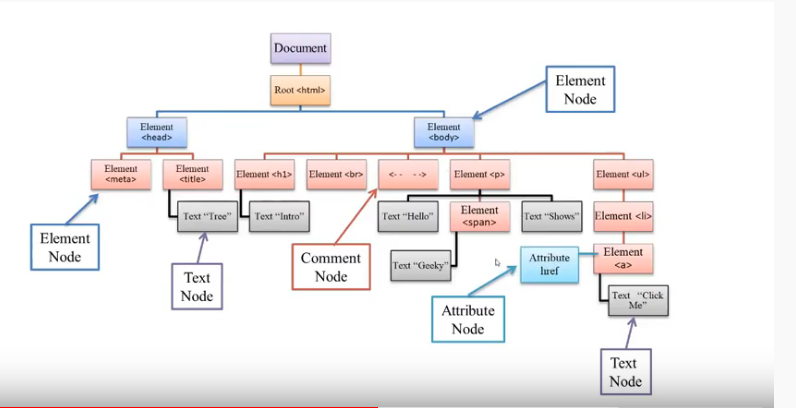 Document
Root <html>
Element
Node
Element
<head>
Element
<body>
Element
<meta>
Element
<title>
Element <h1>
Element <br>
<-- -->
Element <p>
Element <ul>
Text “Tree”
Text “Intro”
Text “Hello”
Element
<span>
Text “Shows”
Element <li>
Element
Node
Text
Node
Comment
Node
Text “Geeky”
Attribute
href
Element
<a>
Attribute
Node
Text “Click
Me”
Text
Node